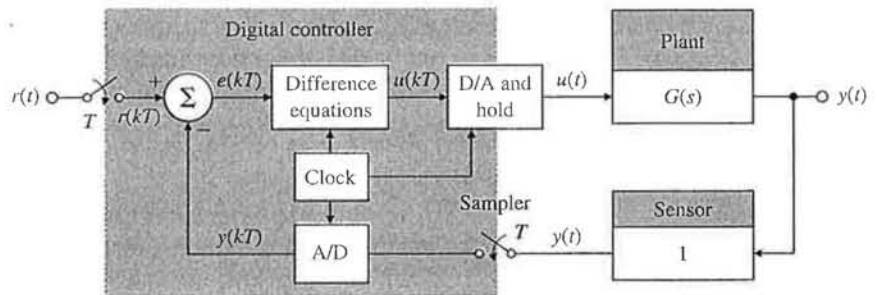 Digital controller
Plant
r(t)
T
+
r(kT)
Σ
−
e(kT)
Difference
equations
u(kT)
D/A and
hold
u(t)
G(s)
y(t)
Clock
Sampler
T
Sensor
y(kT)
A/D
y(t)
1